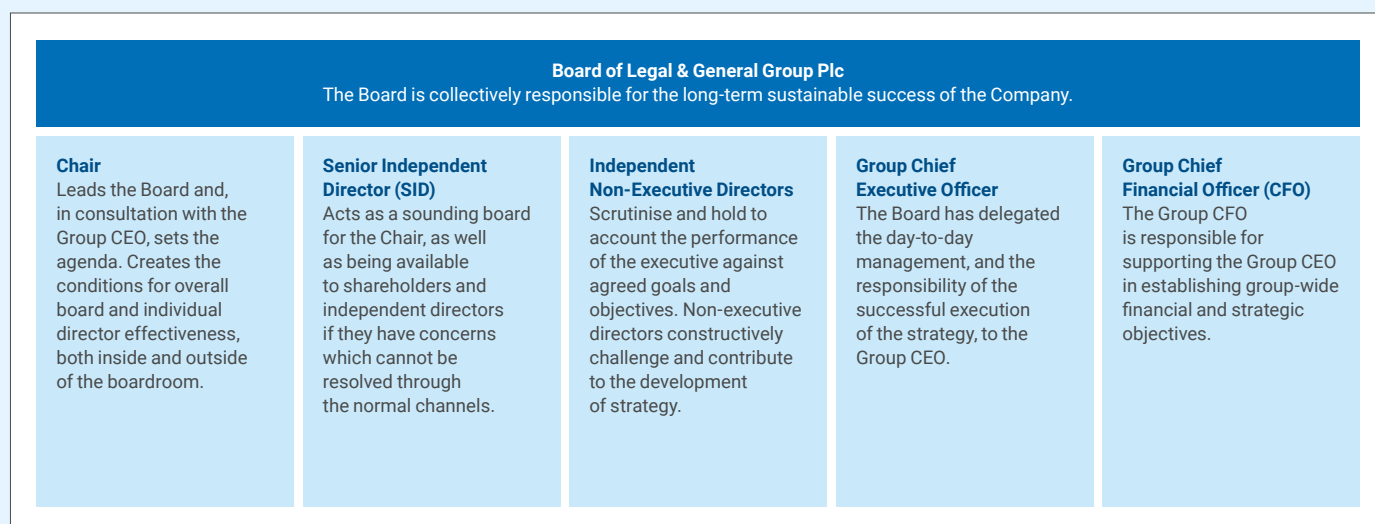 Board of Legal & General Group Plc
The Board is collectively responsible for the long-term sustainable success of the Company.
Chair
Leads the Board and,
in consultation with the
Group CEO, sets the
agenda. Creates the
conditions for overall
board and individual
director effectiveness,
both inside and outside
of the boardroom.
Senior Independent
Director (SID)
Acts as a sounding board
for the Chair, as well
as being available
to shareholders and
independent directors
if they have concerns
which cannot be
resolved through
the normal channels.
Independent
Non-Executive Directors
Scrutinise and hold to
account the performance
of the executive against
agreed goals and
objectives. Non-executive
directors constructively
challenge and contribute
to the development
of strategy.
Group Chief
Executive Officer
The Board has delegated
the day-to-day
management, and the
responsibility of the
successful execution
of the strategy, to the
Group CEO.
Group Chief
Financial Officer (CFO)
The Group CFO
is responsible for
supporting the Group CEO
in establishing group-wide
financial and strategic
objectives.